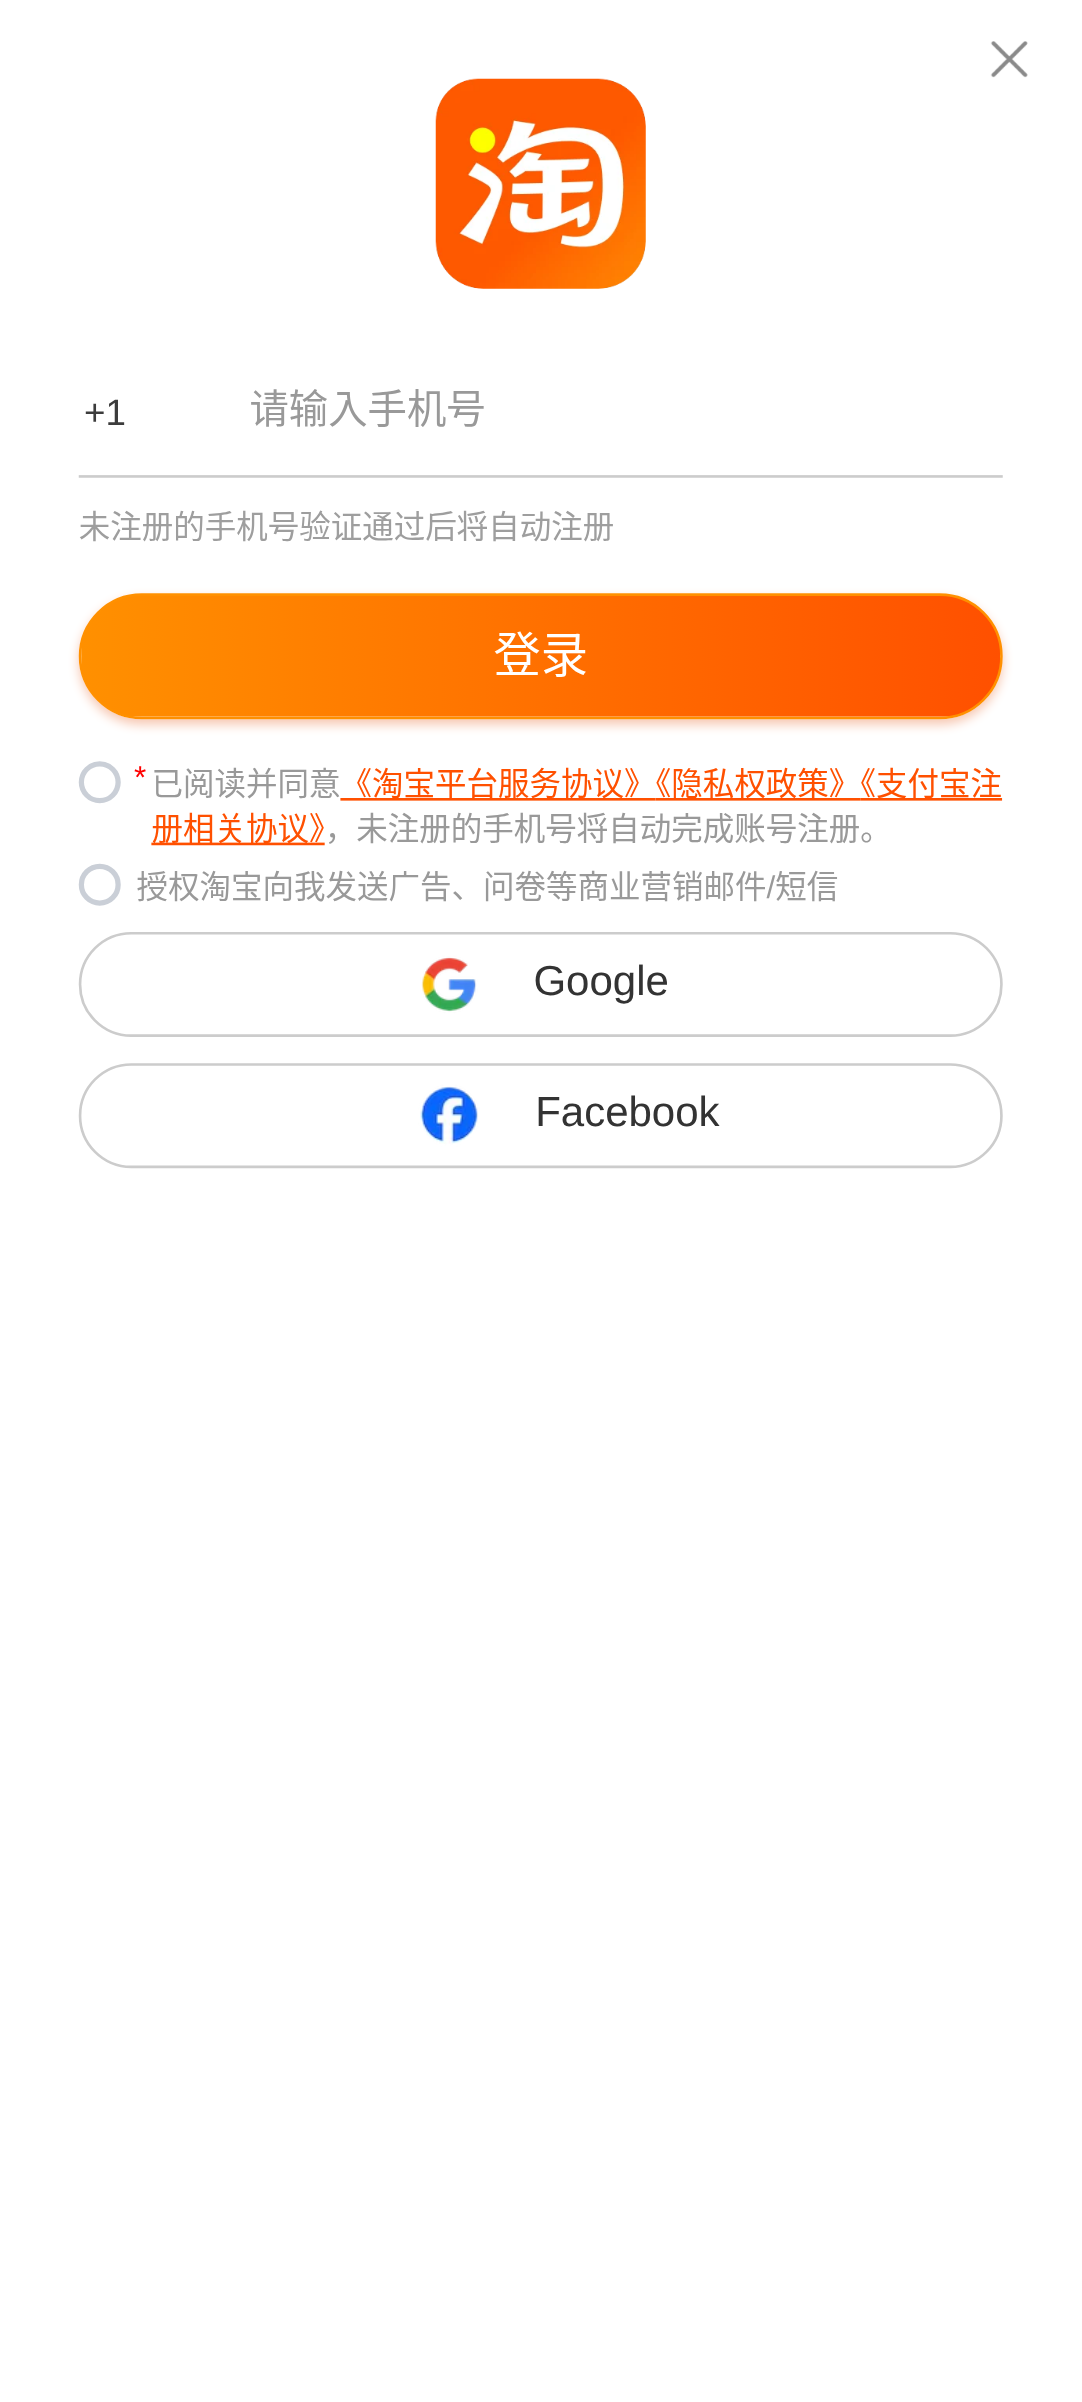 淘
+1 请输入手机号
未注册的手机号验证通过后将自动注册
登录
*已阅读并同意《淘宝平台服务协议》《隐私权政策》《支付宝注
册相关协议》，未注册的手机号将自动完成账号注册。
授权淘宝向我发送广告、问卷等商业营销邮件/短信
Google
Facebook